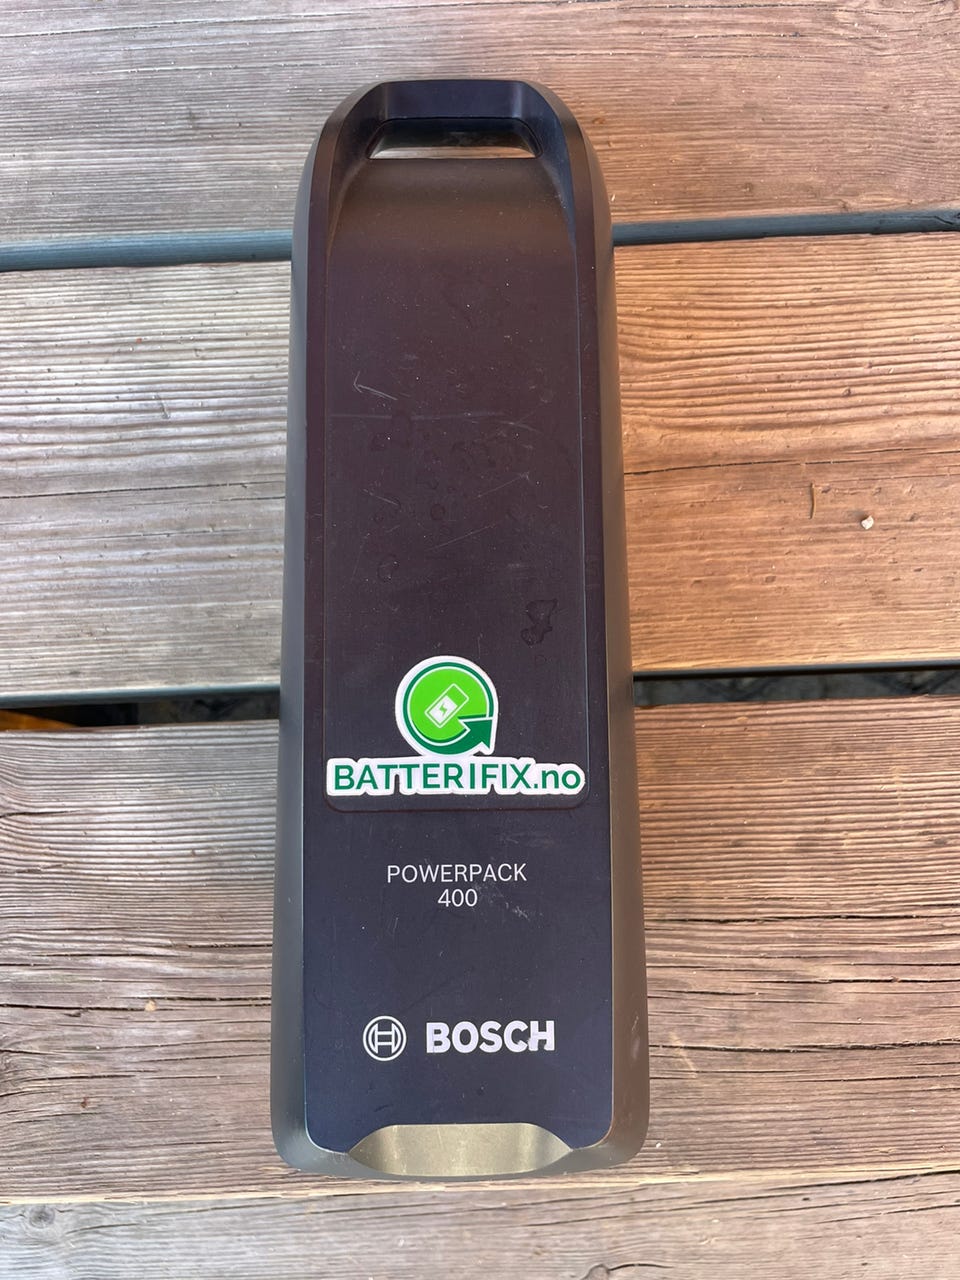 BATTERIFIX.no
POWERPACK
400
BOSCH